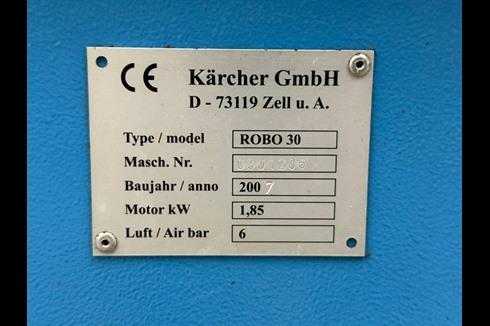 CE Kärcher GmbH
D - 73119 Zell u. A.
Type / model ROBO 30
Masch. Nr.
Baujahr / anno 2007
Motor kW 1,85
Luft / Air bar 6